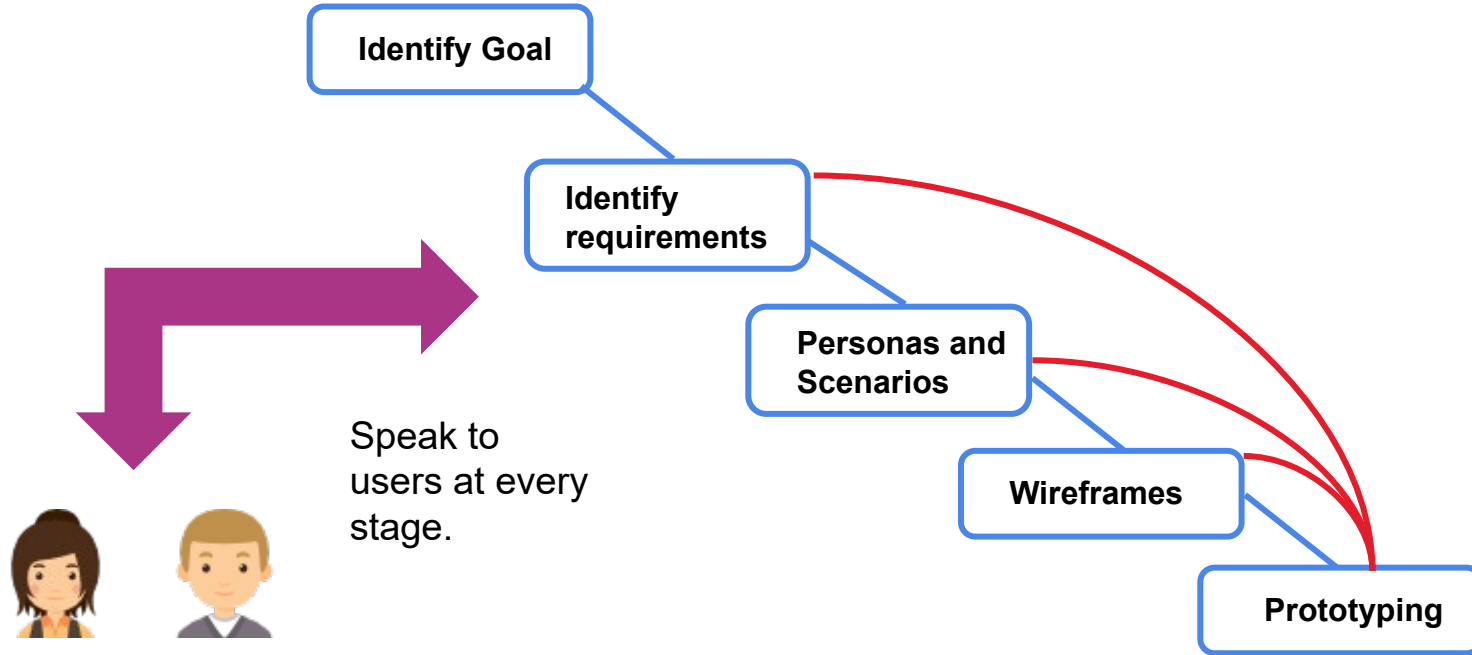 Identify Goal
Identify
requirements
Personas and
Scenarios
Speak to
users at every
stage.
Wireframes
Prototyping